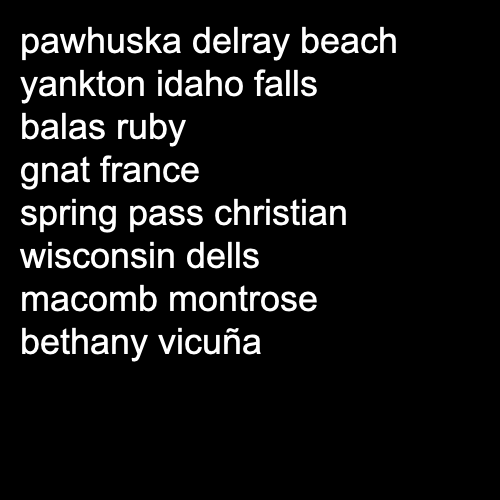 pawhuska delray beach
yankton idaho falls
balas ruby
gnat france
spring pass christian
wisconsin dells
macomb montrose
bethany vicuña